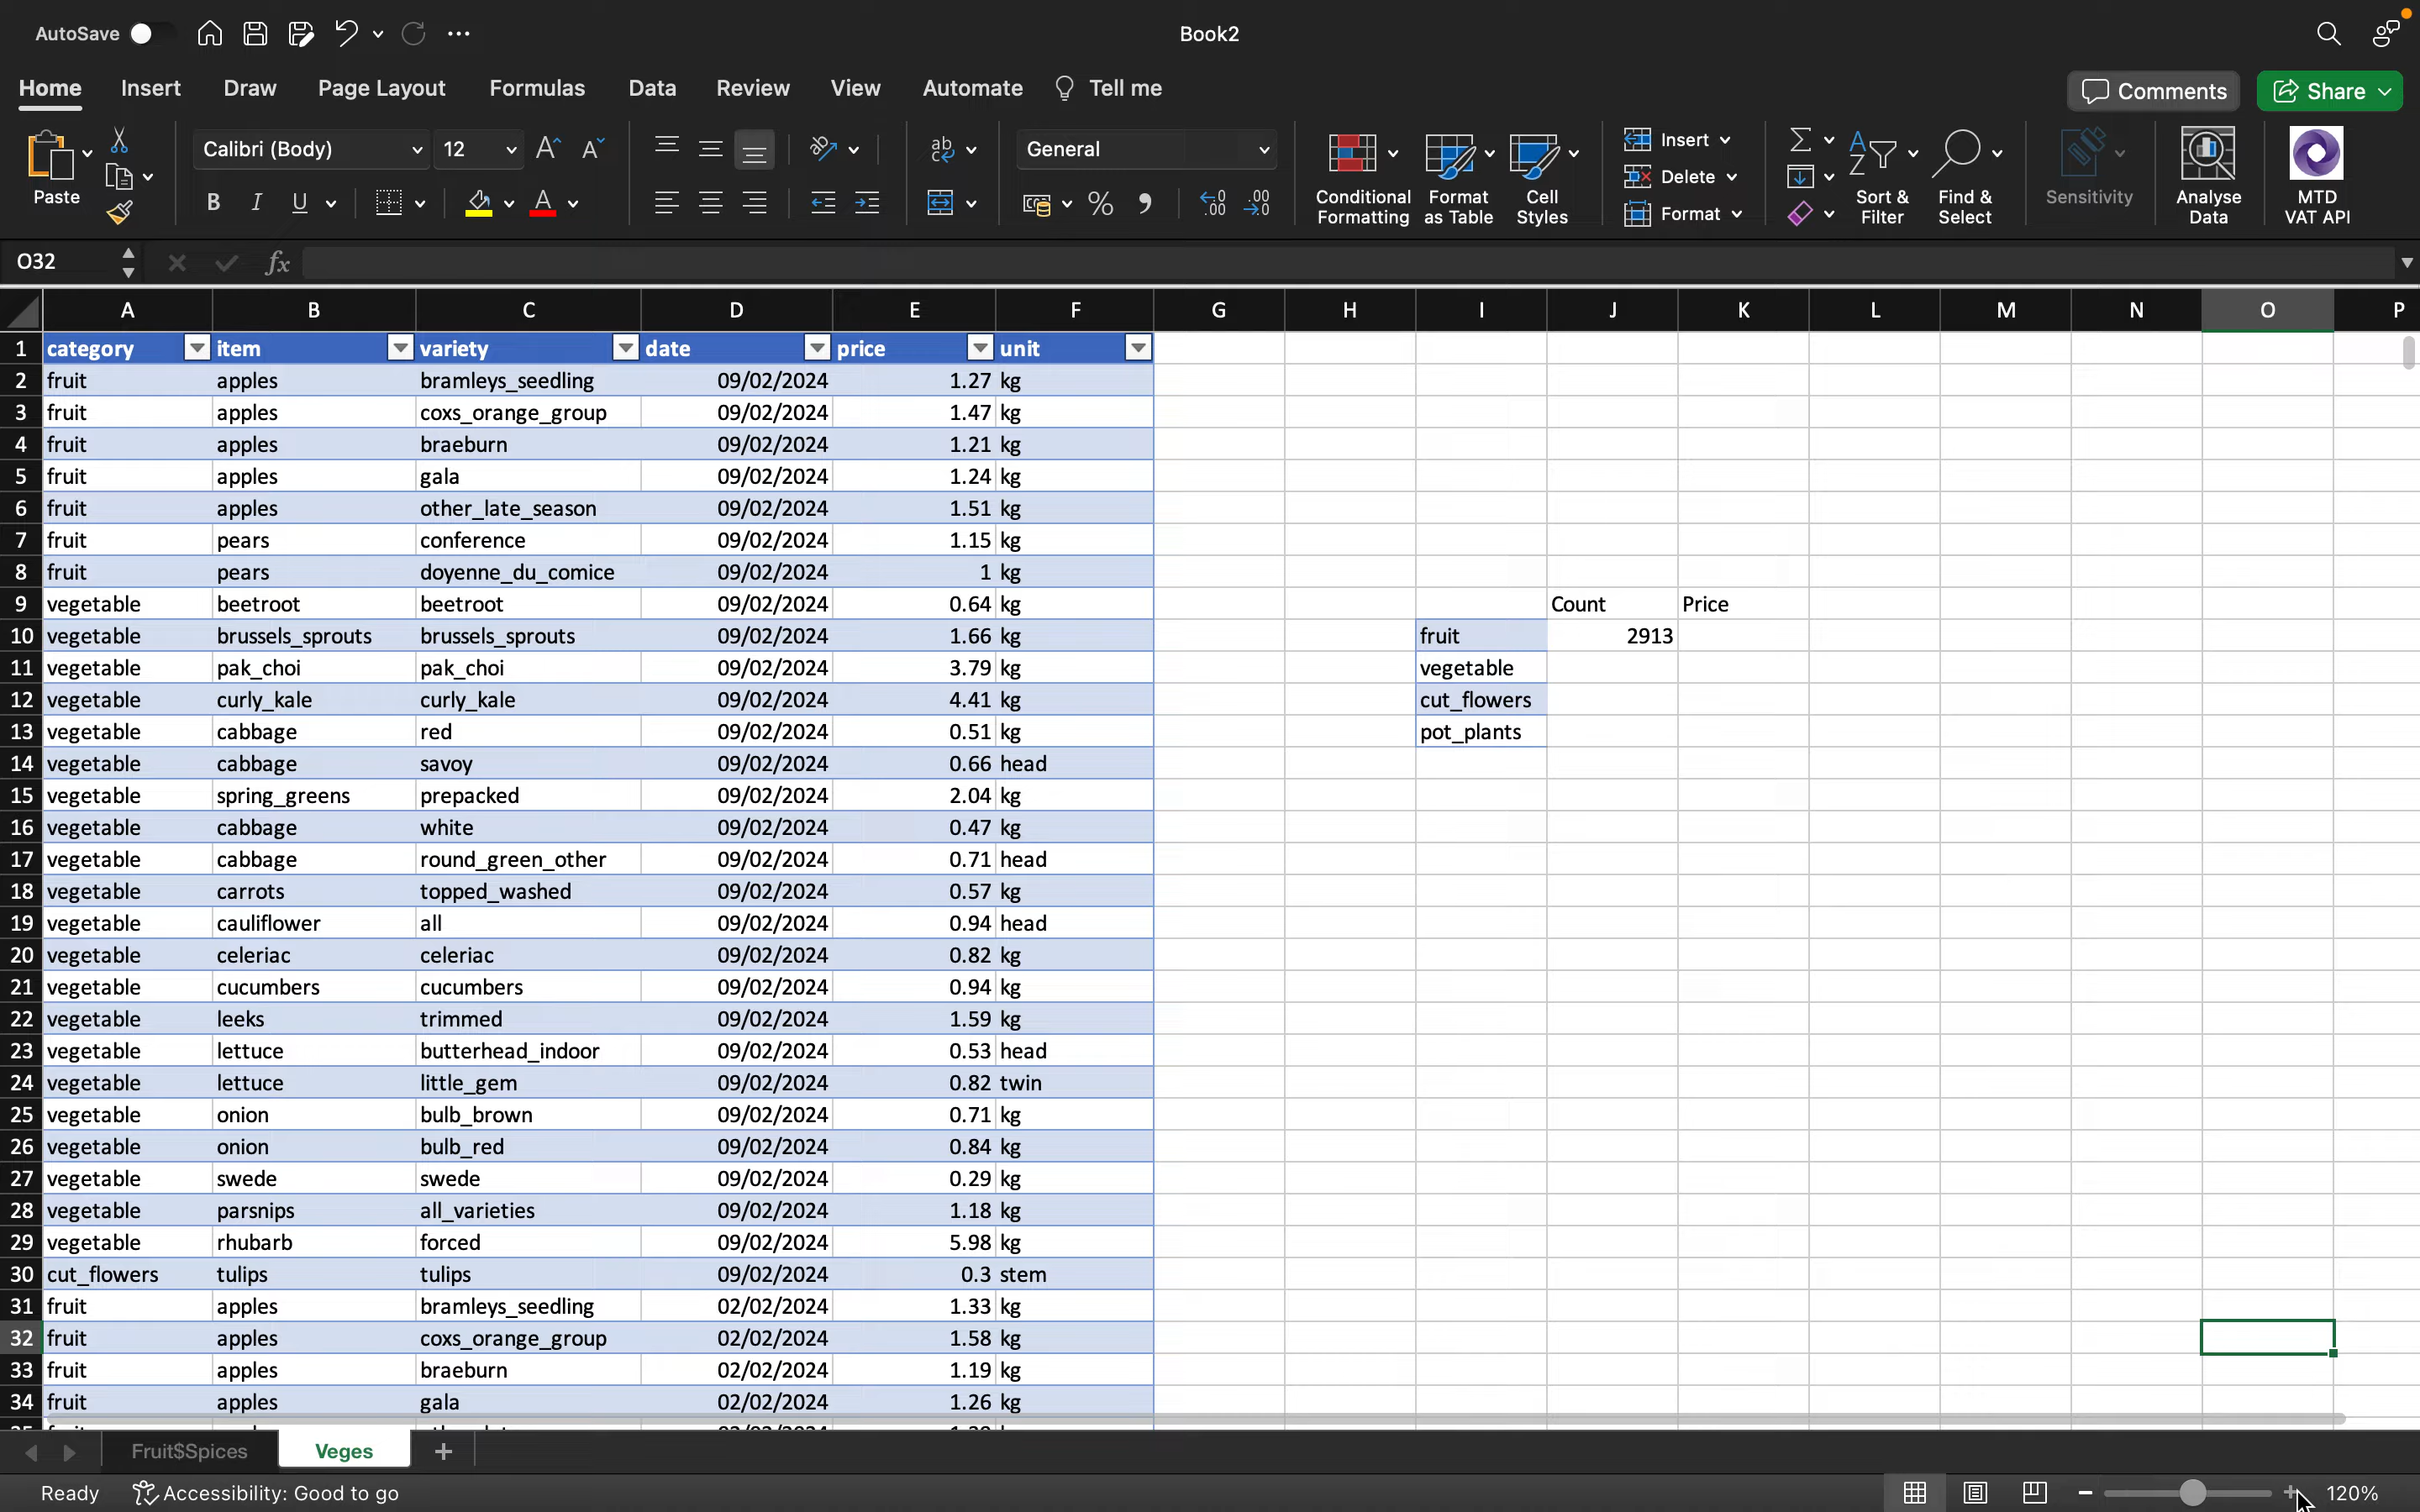 AutoSave Book2
Home Insert Draw Page Layout Formulas Data Review View Automate Tell me Comments Share
Paste Calibri (Body) 12 General Conditional Formatting Format as Table Cell Styles Insert Delete Format Sort & Filter Find & Select Sensitivity Analyse Data MTD VAT API
O32 fx
A B C D E F G H I J K L M N O P
1 category item variety date price unit
2 fruit apples bramleys_seedling 09/02/2024 1.27 kg
3 fruit apples coxs_orange_group 09/02/2024 1.47 kg
4 fruit apples braeburn 09/02/2024 1.21 kg
5 fruit apples gala 09/02/2024 1.24 kg
6 fruit apples other_late_season 09/02/2024 1.51 kg
7 fruit pears conference 09/02/2024 1.15 kg
8 fruit pears doyenne_du_comice 09/02/2024 1 kg
9 vegetable beetroot beetroot 09/02/2024 0.64 kg Count Price
10 vegetable brussels_sprouts brussels_sprouts 09/02/2024 1.66 kg fruit 2913
11 vegetable pak_choi pak_choi 09/02/2024 3.79 kg vegetable
12 vegetable curly_kale curly_kale 09/02/2024 4.41 kg cut_flowers
13 vegetable cabbage red 09/02/2024 0.51 kg pot_plants
14 vegetable cabbage savoy 09/02/2024 0.66 head
15 vegetable spring_greens prepacked 09/02/2024 2.04 kg
16 vegetable cabbage white 09/02/2024 0.47 kg
17 vegetable cabbage round_green_other 09/02/2024 0.71 head
18 vegetable carrots topped_washed 09/02/2024 0.57 kg
19 vegetable cauliflower all 09/02/2024 0.94 head
20 vegetable celeriac celeriac 09/02/2024 0.82 kg
21 vegetable cucumbers cucumbers 09/02/2024 0.94 kg
22 vegetable leeks trimmed 09/02/2024 1.59 kg
23 vegetable lettuce butterhead_indoor 09/02/2024 0.53 head
24 vegetable lettuce little_gem 09/02/2024 0.82 twin
25 vegetable onion bulb_brown 09/02/2024 0.71 kg
26 vegetable onion bulb_red 09/02/2024 0.84 kg
27 vegetable swede swede 09/02/2024 0.29 kg
28 vegetable parsnips all_varieties 09/02/2024 1.18 kg
29 vegetable rhubarb forced 09/02/2024 5.98 kg
30 cut_flowers tulips tulips 09/02/2024 0.3 stem
31 fruit apples bramleys_seedling 02/02/2024 1.33 kg
32 fruit apples coxs_orange_group 02/02/2024 1.58 kg
33 fruit apples braeburn 02/02/2024 1.19 kg
34 fruit apples gala 02/02/2024 1.26 kg
Fruit$Spices Veges
Ready Accessibility: Good to go 120%